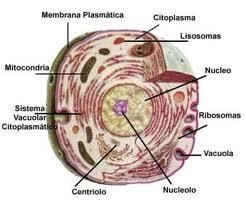 Membrana Plasmática
Citoplasma
Lisosomas
Mitocondria
Nucleo
Sistema
Vacuolar
Citoplasmático
Ribosomas
Vacuola
Centriolo
Nucleolo